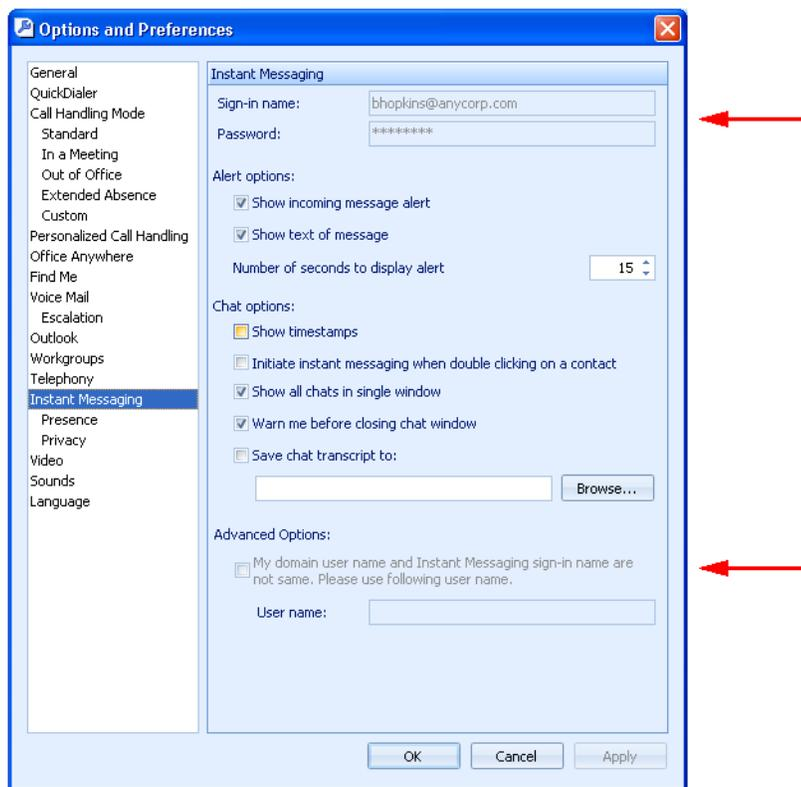 Options and Preferences
General
QuickDialer
Call Handling Mode
Standard
In a Meeting
Out of Office
Extended Absence
Custom
Personalized Call Handling
Office Anywhere
Find Me
Voice Mail
Escalation
Outlook
Workgroups
Telephony
Instant Messaging
Presence
Privacy
Video
Sounds
Language
Instant Messaging
Sign-in name: bhopkins@anycorp.com
Password: ********
Alert options:
Show incoming message alert
Show text of message
Number of seconds to display alert 15
Chat options:
Show timestamps
Initiate instant messaging when double clicking on a contact
Show all chats in single window
Warn me before closing chat window
Save chat transcript to:
Browse...
Advanced Options:
My domain user name and Instant Messaging sign-in name are
not same. Please use following user name.
User name:
OK Cancel Apply